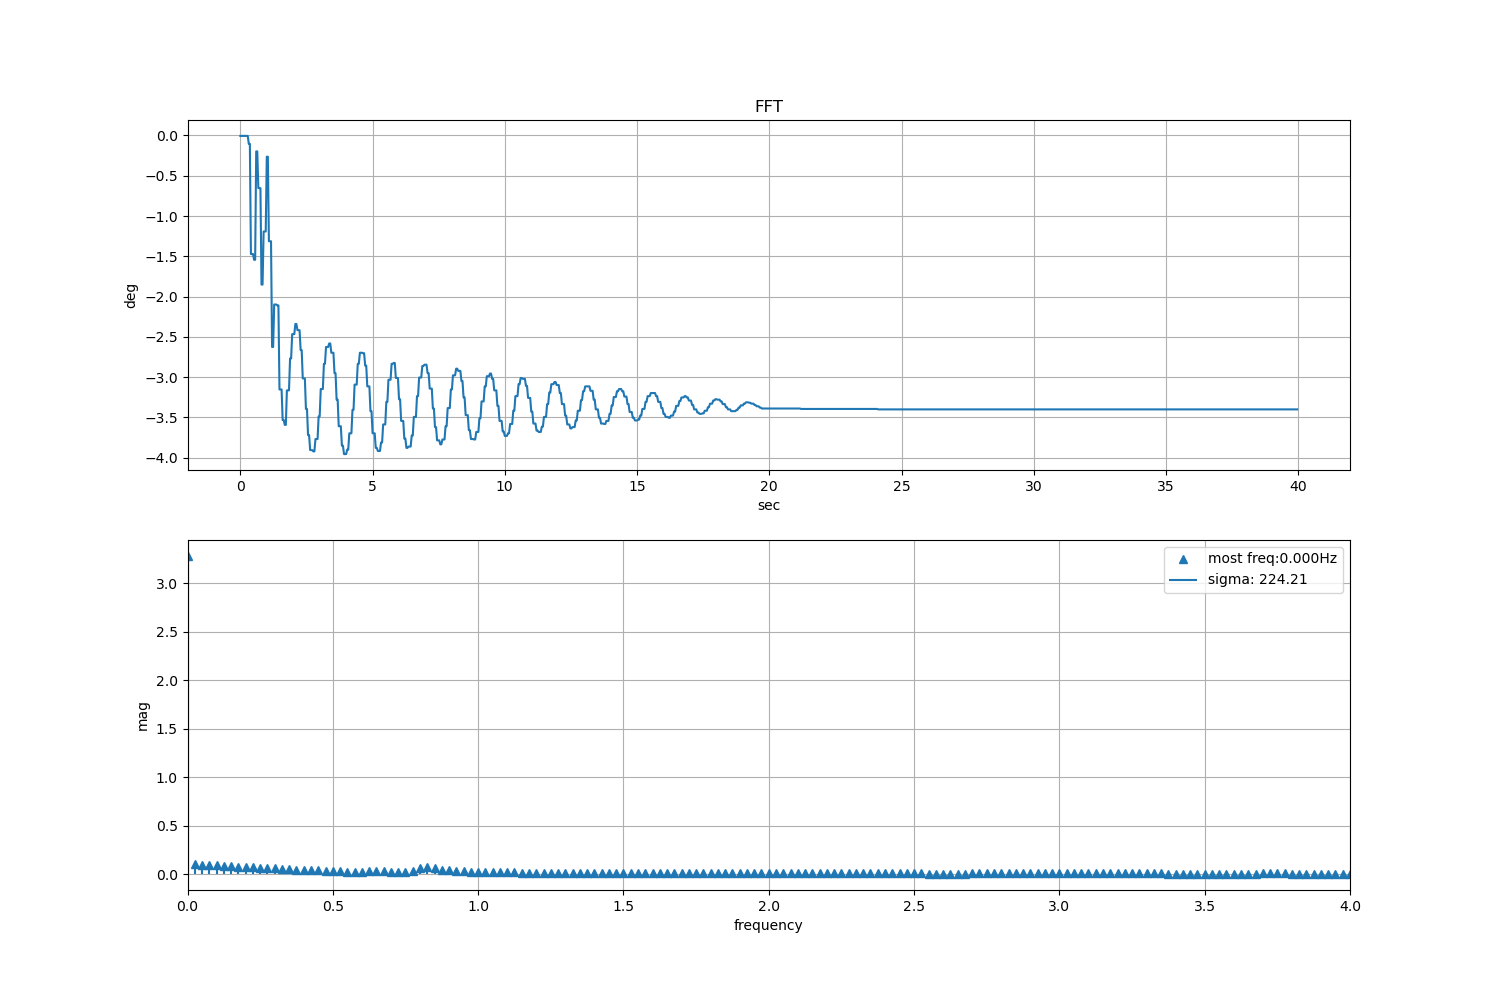 FFT
0.0
−0.5
−1.0
−1.5
−2.0
−2.5
−3.0
−3.5
−4.0
deg
0 5 10 15 20 25 30 35 40
sec
most freq:0.000Hz
sigma: 224.21
3.0
2.5
2.0
1.5
1.0
0.5
0.0
mag
0.0 0.5 1.0 1.5 2.0 2.5 3.0 3.5 4.0
frequency